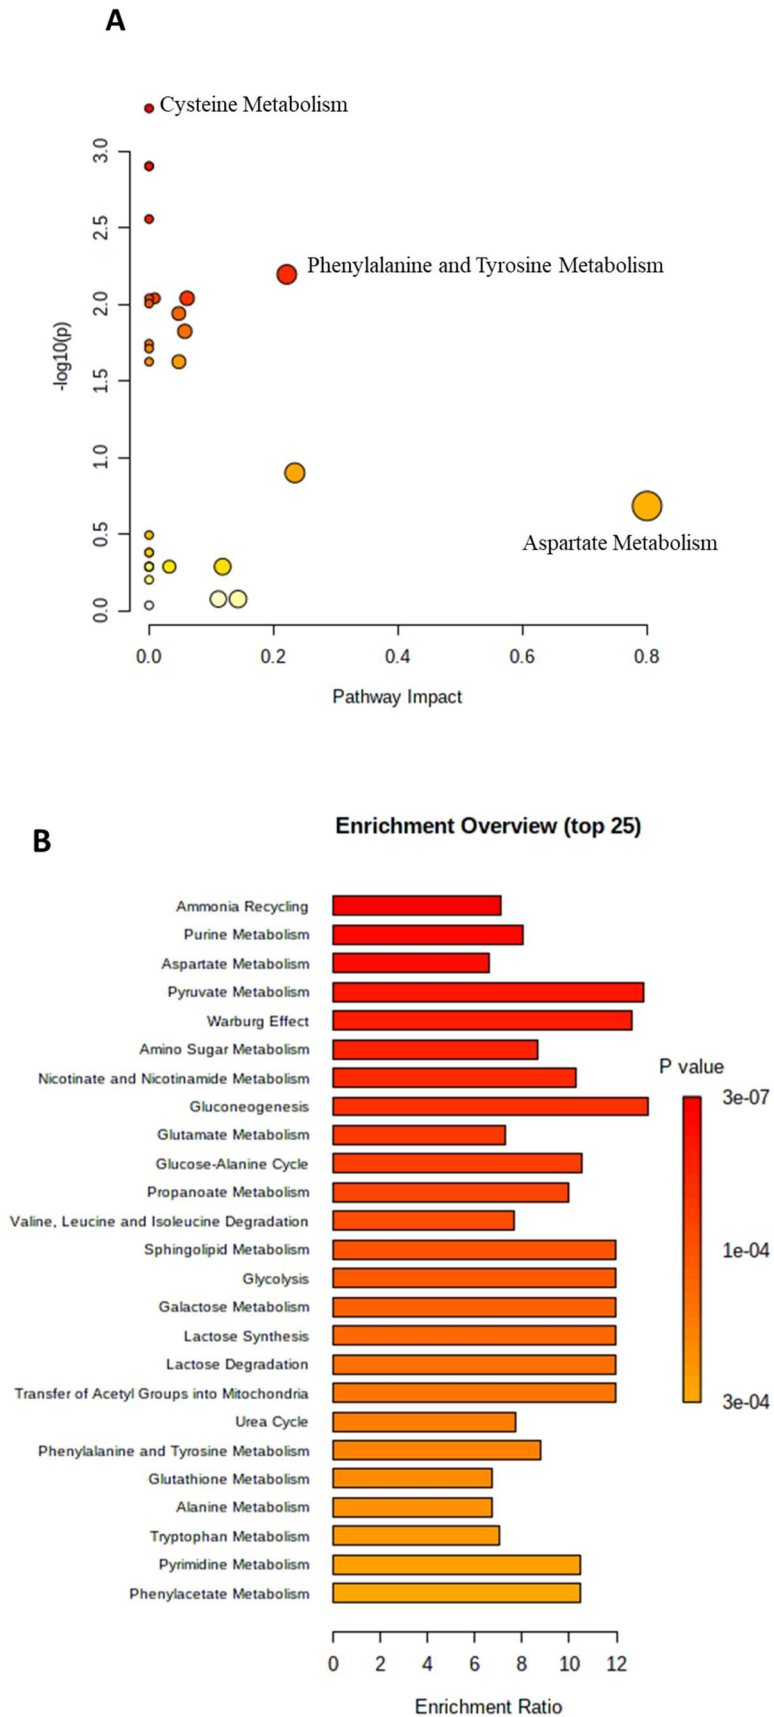 A
Cysteine Metabolism
3.0
2.5
Phenylalanine and Tyrosine Metabolism
2.0
-log10(p)
1.5
1.0
0.5
Aspartate Metabolism
0.0
0.0 0.2 0.4 0.6 0.8
Pathway Impact
B
Enrichment Overview (top 25)
Ammonia Recycling
Purine Metabolism
Aspartate Metabolism
Pyruvate Metabolism
Warburg Effect
Amino Sugar Metabolism
Nicotinate and Nicotinamide Metabolism
Gluconeogenesis
Glutamate Metabolism
Glucose-Alanine Cycle
Propanoate Metabolism
Valine, Leucine and Isoleucine Degradation
Sphingolipid Metabolism
Glycolysis
Galactose Metabolism
Lactose Synthesis
Lactose Degradation
Transfer of Acetyl Groups into Mitochondria
Urea Cycle
Phenylalanine and Tyrosine Metabolism
Glutathione Metabolism
Alanine Metabolism
Tryptophan Metabolism
Pyrimidine Metabolism
Phenylacetate Metabolism
P value
3e-07
1e-04
3e-04
0 2 4 6 8 10 12
Enrichment Ratio